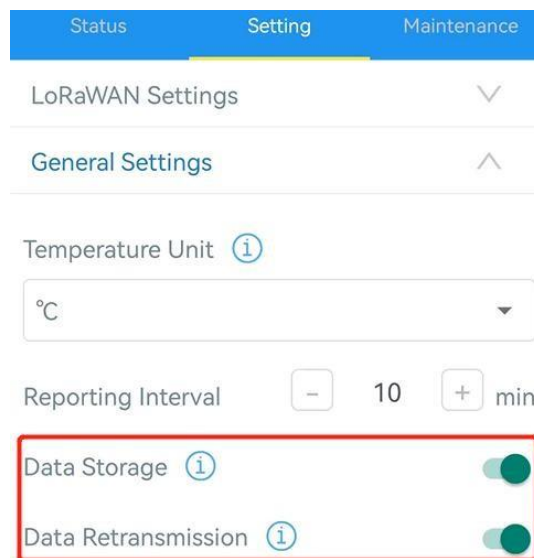 Status Setting Maintenance
LoRaWAN Settings
General Settings
Temperature Unit i
℃
Reporting Interval - 10 + min
Data Storage i
Data Retransmission i